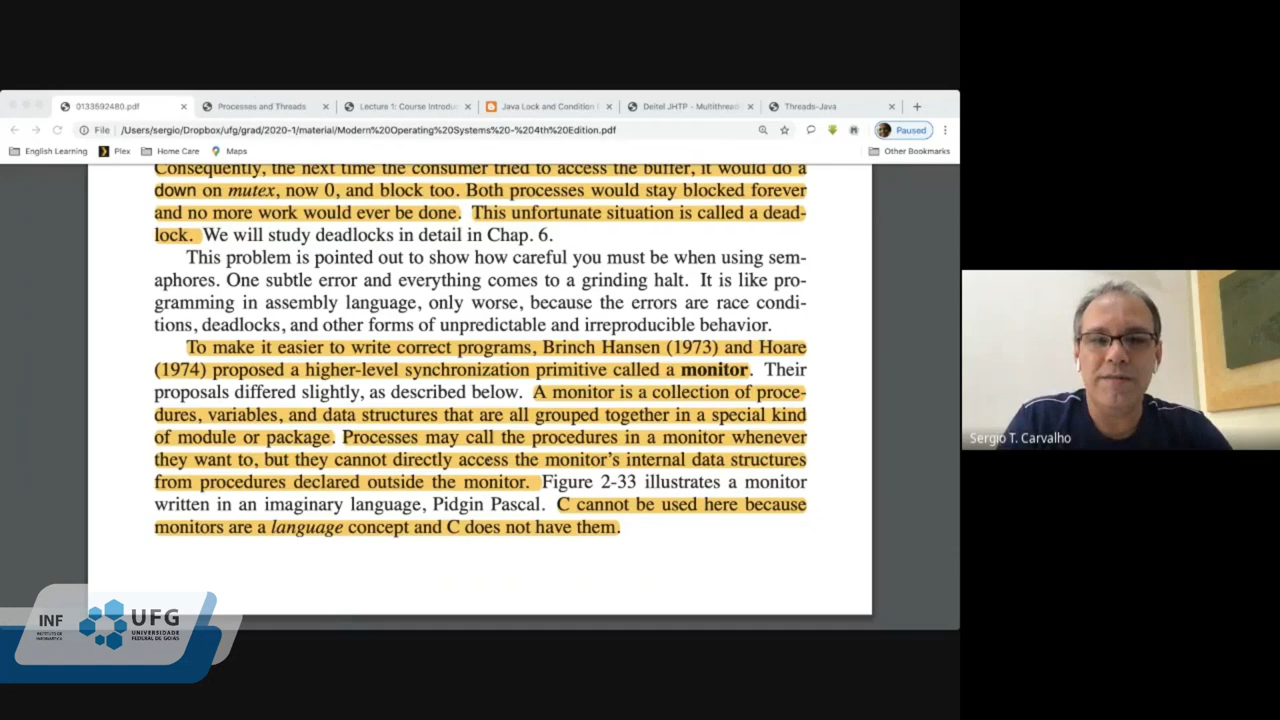 0133592480.pdf
Processes and Threads
Lecture 1: Course Introduc
Java Lock and Condition
Deitel JHTP - Multithread
Threads-Java
File
/Users/sergio/Dropbox/ufg/grad/2020-1/material/Modern%20Operating%20Systems%20-%204th%20Edition.pdf
Paused
English Learning
Plex
Home Care
Maps
Other Bookmarks
Consequently, the next time the consumer tried to access the buffer, it would do a
down on mutex, now 0, and block too. Both processes would stay blocked forever
and no more work would ever be done. This unfortunate situation is called a dead-
lock. We will study deadlocks in detail in Chap. 6.
This problem is pointed out to show how careful you must be when using sem-
aphores. One subtle error and everything comes to a grinding halt. It is like pro-
gramming in assembly language, only worse, because the errors are race condi-
tions, deadlocks, and other forms of unpredictable and irreproducible behavior.
To make it easier to write correct programs, Brinch Hansen (1973) and Hoare
(1974) proposed a higher-level synchronization primitive called a monitor. Their
proposals differed slightly, as described below. A monitor is a collection of proce-
dures, variables, and data structures that are all grouped together in a special kind
of module or package. Processes may call the procedures in a monitor whenever
they want to, but they cannot directly access the monitor's internal data structures
from procedures declared outside the monitor. Figure 2-33 illustrates a monitor
written in an imaginary language, Pidgin Pascal. C cannot be used here because
monitors are a language concept and C does not have them.
Sergio T. Carvalho
INF
INSTITUTO DE
INFORMÁTICA
UFG
UNIVERSIDADE
FEDERAL DE GOIÁS